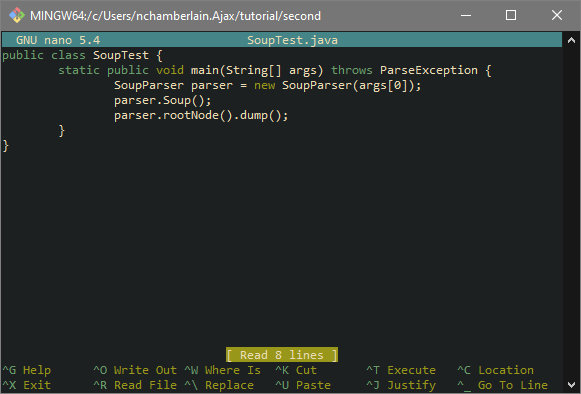 MINGW64:/c/Users/nchamberlain.Ajax/tutorial/second
GNU nano 5.4 SoupTest.java
public class SoupTest {
        static public void main(String[] args) throws ParseException {
                SoupParser parser = new SoupParser(args[0]);
                parser.Soup();
                parser.rootNode().dump();
        }
}
[ Read 8 lines ]
^G Help ^O Write Out ^W Where Is ^K Cut ^T Execute ^C Location
^X Exit ^R Read File ^\ Replace ^U Paste ^J Justify ^_ Go To Line